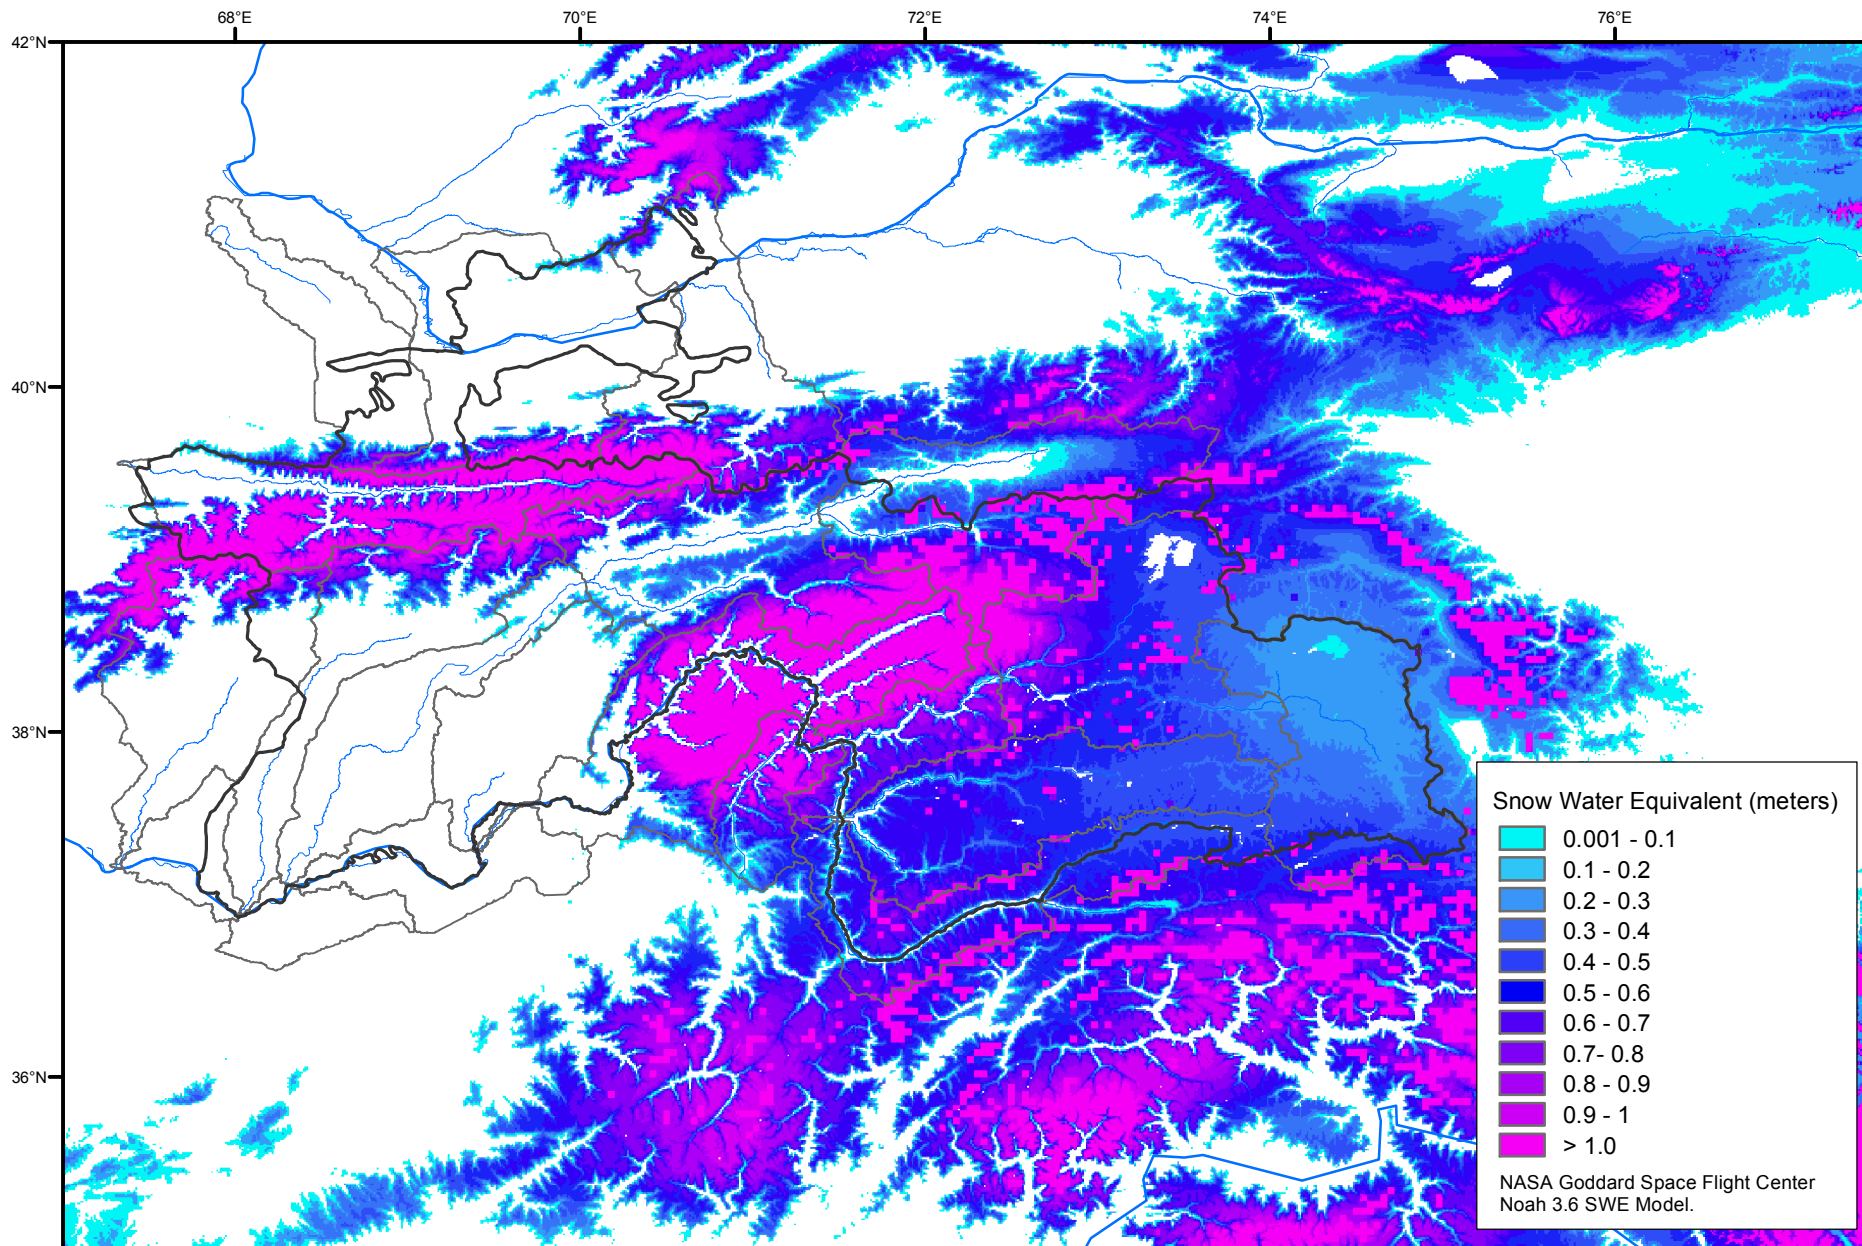 68°E
70°E
72°E
74°E
76°E
42°N
40°N
38°N
36°N
Snow Water Equivalent (meters)
0.001 - 0.1
0.1 - 0.2
0.2 - 0.3
0.3 - 0.4
0.4 - 0.5
0.5 - 0.6
0.6 - 0.7
0.7- 0.8
0.8 - 0.9
0.9 - 1
> 1.0
NASA Goddard Space Flight Center
Noah 3.6 SWE Model.